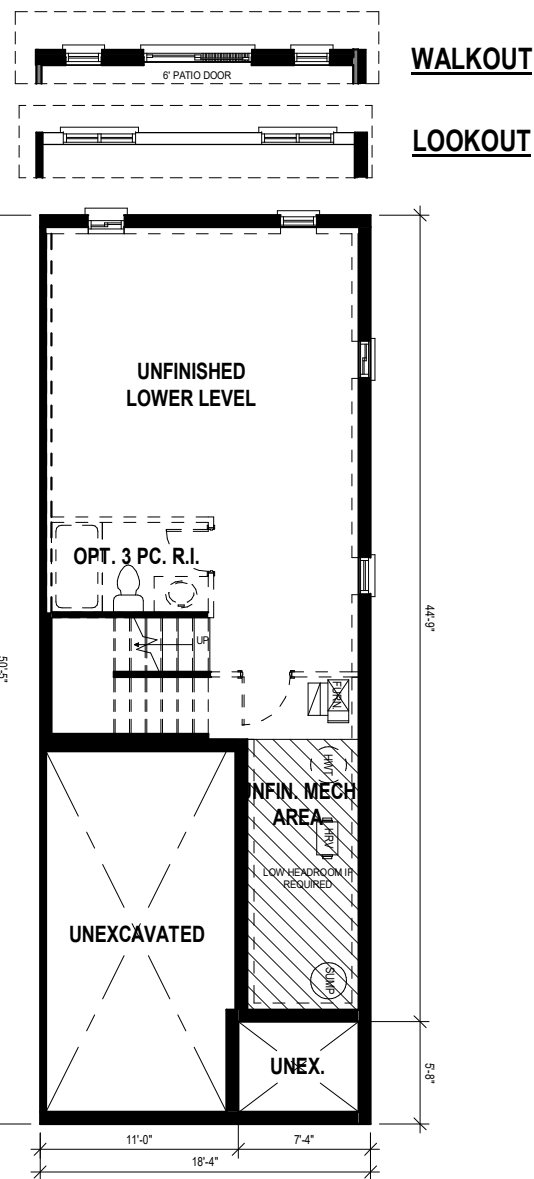 WALKOUT
6' PATIO DOOR
LOOKOUT
UNFINISHED
LOWER LEVEL
OPT. 3 PC. R.I.
UP
44'-9"
50'-5"
FURN
HWT
UNFIN. MECH
AREA
HRV
LOW HEADROOM IF
REQUIRED
UNEXCAVATED
SUMP
UNEX.
5'-8"
11'-0"
7'-4"
18'-4"